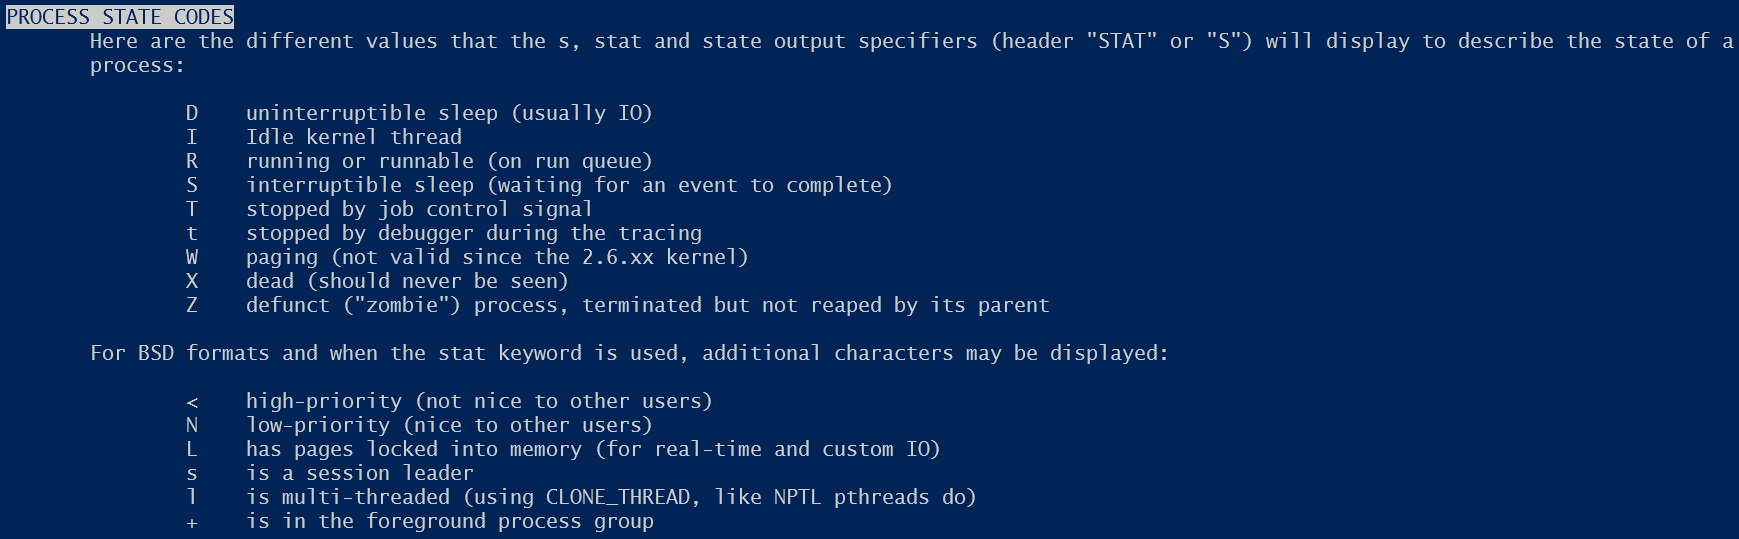 PROCESS STATE CODES
Here are the different values that the s, stat and state output specifiers (header "STAT" or "S") will display to describe the state of a
process:
D uninterruptible sleep (usually IO)
I Idle kernel thread
R running or runnable (on run queue)
S interruptible sleep (waiting for an event to complete)
T stopped by job control signal
t stopped by debugger during the tracing
W paging (not valid since the 2.6.xx kernel)
X dead (should never be seen)
Z defunct ("zombie") process, terminated but not reaped by its parent
For BSD formats and when the stat keyword is used, additional characters may be displayed:
< high-priority (not nice to other users)
N low-priority (nice to other users)
L has pages locked into memory (for real-time and custom IO)
s is a session leader
l is multi-threaded (using CLONE_THREAD, like NPTL pthreads do)
+ is in the foreground process group